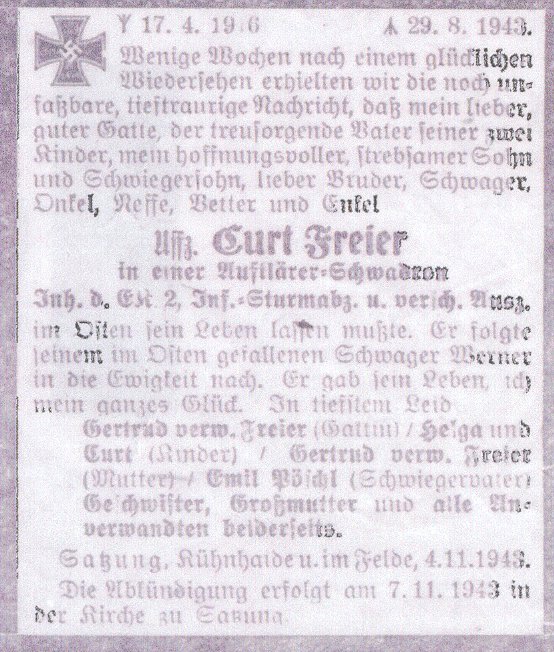 ᛉ 17. 4. 1916 ᛣ 29. 8. 1943.
Wenige Wochen nach einem glücklichen
Wiedersehen erhielten wir die noch un-
faßbare, tieftraurige Nachricht, daß mein lieber,
guter Gatte, der treusorgende Vater seiner zwei
Kinder, mein hoffnungsvoller, strebsamer Sohn
und Schwiegersohn, lieber Bruder, Schwager,
Onkel, Neffe, Vetter und Enkel
Uffz. Curt Freier
in einer Aufklärer-Schwadron
Inh. d. EK 2, Inf.-Sturmabz. u. versch. Ausz.
im Osten sein Leben lassen mußte. Er folgte
seinem im Osten gefallenen Schwager Werner
in die Ewigkeit nach. Er gab sein Leben, ich
mein ganzes Glück. In tiefstem Leid
Gertrud verw. Freier (Gattin) / Helga und
Curt (Kinder) / Gertrud verw. Freier
(Mutter) / Emil Pöschl (Schwiegervater)
Geschwister, Großmutter und alle An-
verwandten beiderseits.
Satzung, Kühnhaide u. im Felde, 4.11.1943.
Die Abkündigung erfolgt am 7. 11. 1943 in
der Kirche zu Satzung